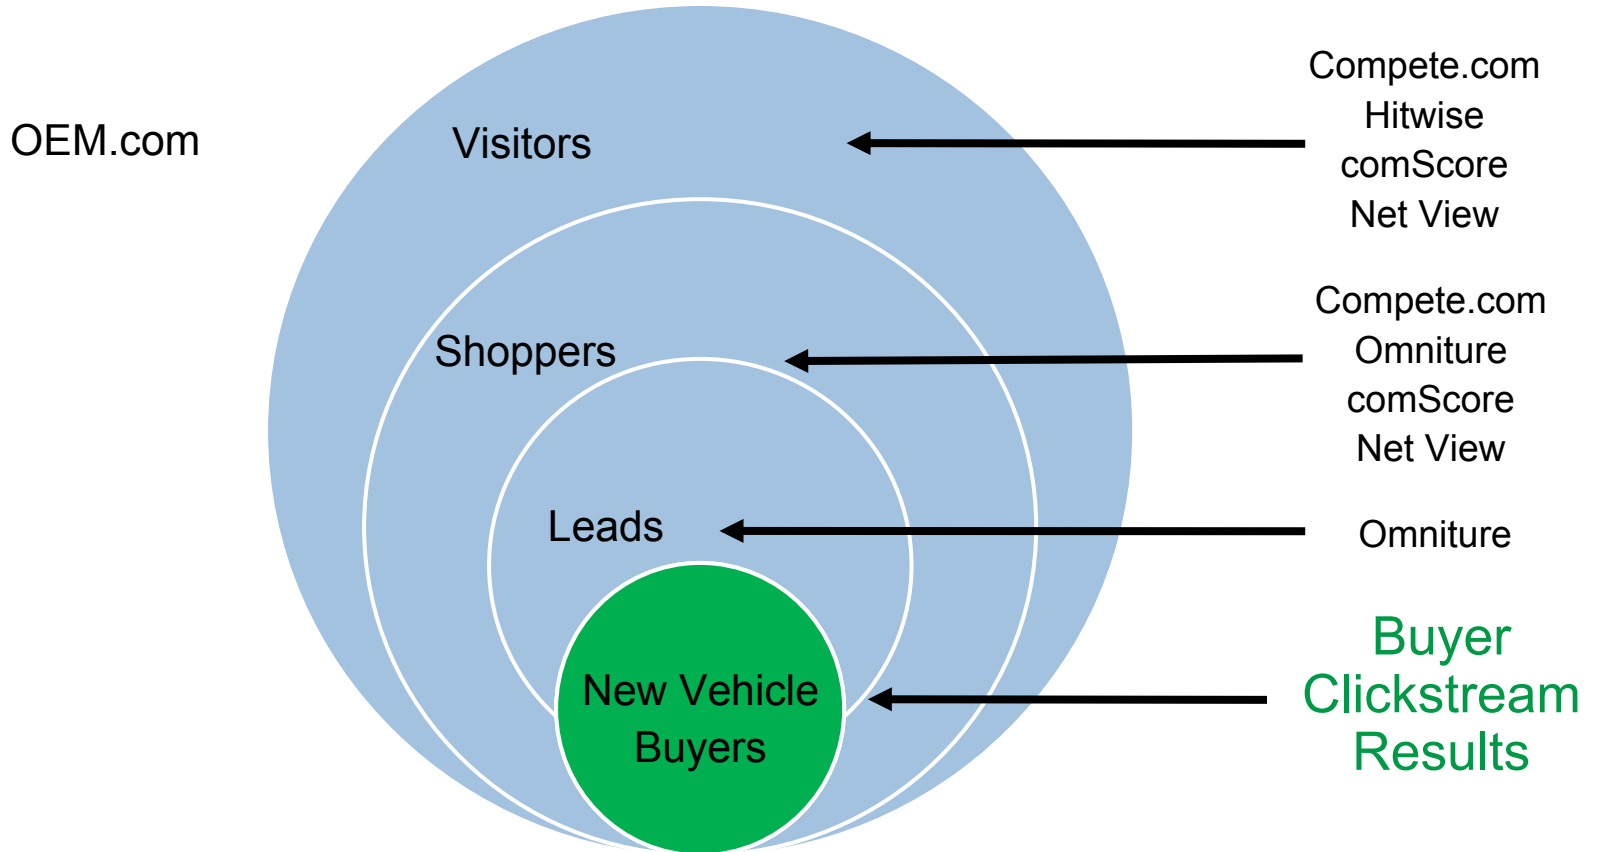 OEM.com
Visitors
Compete.com
Hitwise
comScore
Net View
Shoppers
Compete.com
Omniture
comScore
Net View
Leads
Omniture
New Vehicle
Buyers
Buyer
Clickstream
Results